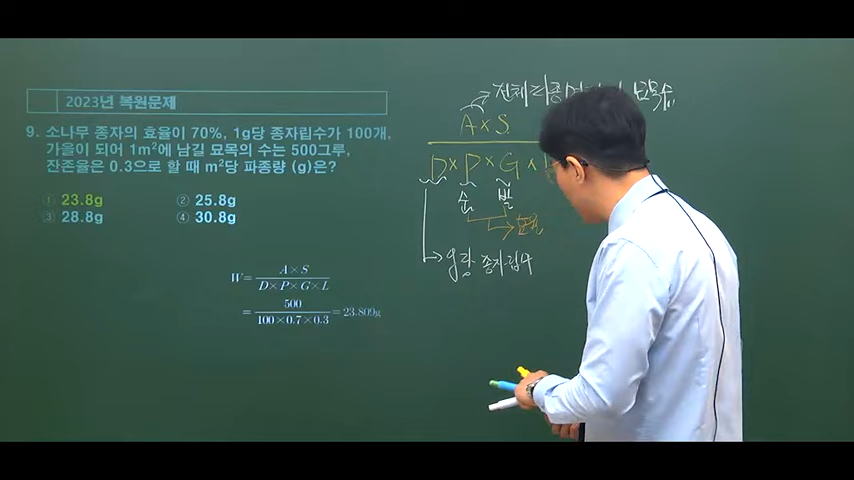 2023년 복원문제
9. 소나무 종자의 효율이 70%, 1g당 종자립수가 100개,
가을이 되어 1m²에 남길 묘목의 수는 500그루,
잔존율은 0.3으로 할 때 m²당 파종량 (g)은?
① 23.8g ② 25.8g
③ 28.8g ④ 30.8g
W = A×S / D×P×G×L
= 500 / 100×0.7×0.3 = 23.809g
전체 파종
A×S
D×P×G×
순 발
효율
g당 종자립수